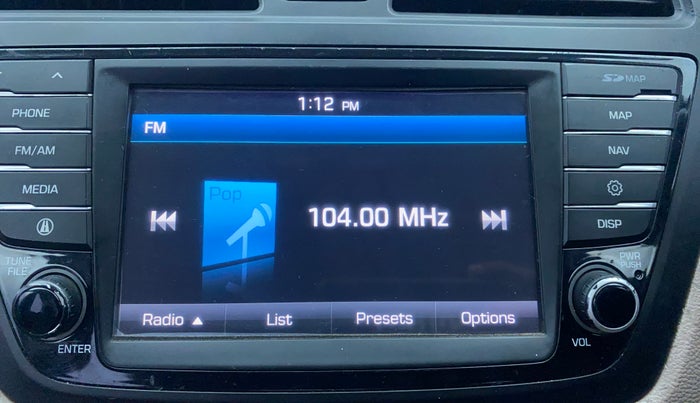 1:12 PM
SD MAP
PHONE
FM
MAP
FM/AM
NAV
MEDIA
Pop
104.00 MHz
DISP
TUNE
FILE
PWR
PUSH
Radio ▲ List Presets Options
ENTER
VOL